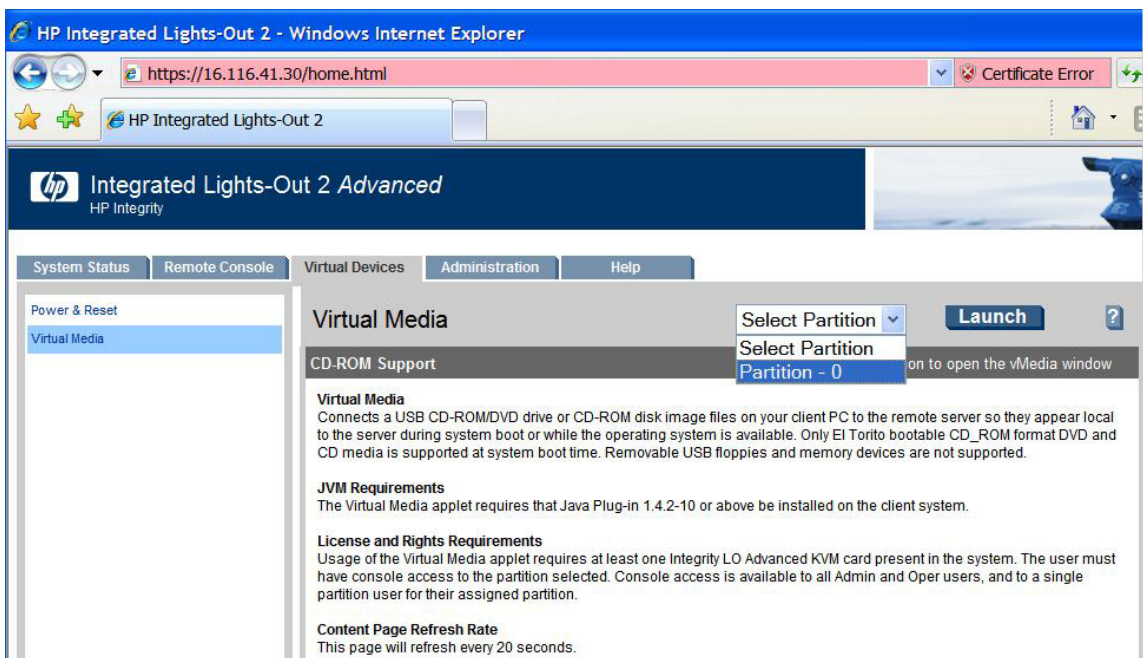 HP Integrated Lights-Out 2 - Windows Internet Explorer
https://16.116.41.30/home.html
Certificate Error
HP Integrated Lights-Out 2
hp
Integrated Lights-Out 2 Advanced
HP Integrity
System Status
Remote Console
Virtual Devices
Administration
Help
Power & Reset
Virtual Media
Virtual Media
Select Partition
Launch
?
Select Partition
Partition - 0
CD-ROM Support
on to open the vMedia window
Virtual Media
Connects a USB CD-ROM/DVD drive or CD-ROM disk image files on your client PC to the remote server so they appear local
to the server during system boot or while the operating system is available. Only El Torito bootable CD_ROM format DVD and
CD media is supported at system boot time. Removable USB floppies and memory devices are not supported.
JVM Requirements
The Virtual Media applet requires that Java Plug-in 1.4.2-10 or above be installed on the client system.
License and Rights Requirements
Usage of the Virtual Media applet requires at least one Integrity LO Advanced KVM card present in the system. The user must
have console access to the partition selected. Console access is available to all Admin and Oper users, and to a single
partition user for their assigned partition.
Content Page Refresh Rate
This page will refresh every 20 seconds.